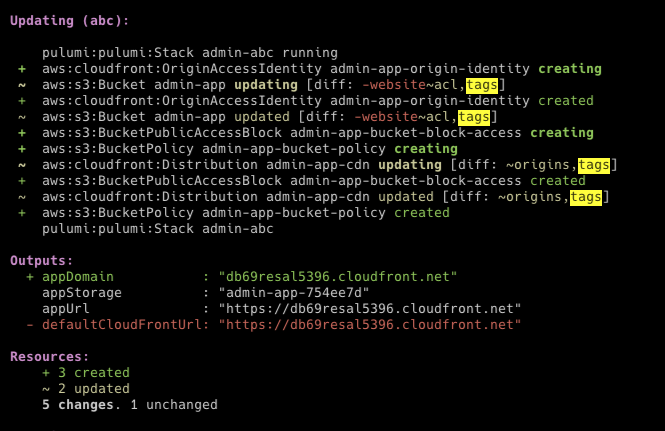 Updating (abc):
pulumi:pulumi:Stack admin-abc running
+ aws:cloudfront:OriginAccessIdentity admin-app-origin-identity creating
~ aws:s3:Bucket admin-app updating [diff: -website~acl,tags]
+ aws:cloudfront:OriginAccessIdentity admin-app-origin-identity created
~ aws:s3:Bucket admin-app updated [diff: -website~acl,tags]
+ aws:s3:BucketPublicAccessBlock admin-app-bucket-block-access creating
+ aws:s3:BucketPolicy admin-app-bucket-policy creating
~ aws:cloudfront:Distribution admin-app-cdn updating [diff: ~origins,tags]
+ aws:s3:BucketPublicAccessBlock admin-app-bucket-block-access created
~ aws:cloudfront:Distribution admin-app-cdn updated [diff: ~origins,tags]
+ aws:s3:BucketPolicy admin-app-bucket-policy created
pulumi:pulumi:Stack admin-abc
Outputs:
+ appDomain : "db69resal5396.cloudfront.net"
appStorage : "admin-app-754ee7d"
appUrl : "https://db69resal5396.cloudfront.net"
- defaultCloudFrontUrl: "https://db69resal5396.cloudfront.net"
Resources:
+ 3 created
~ 2 updated
5 changes. 1 unchanged